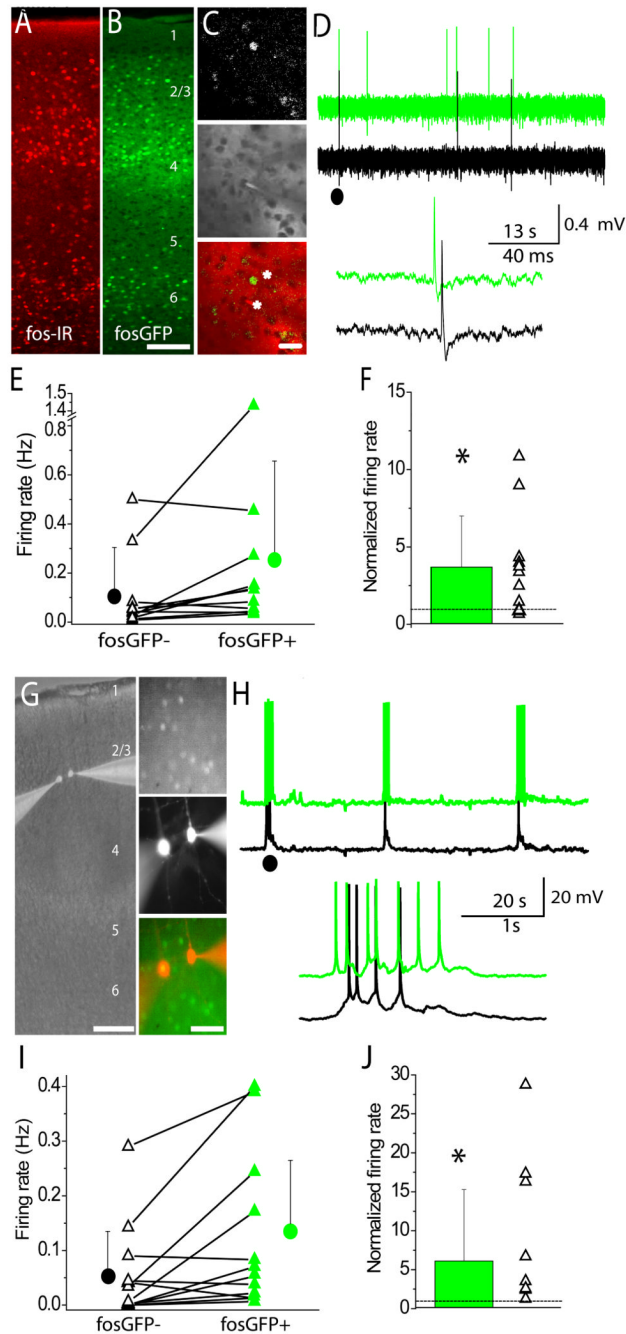 A
B
C
D
1
2/3
4
5
6
fos-IR
fosGFP
0.4 mV
13 s
40 ms
E
F
Firing rate (Hz)
1.5
1.4
0.8
0.6
0.4
0.2
0.0
fosGFP-
fosGFP+
Normalized firing rate
15
10
5
0
*
G
H
1
2/3
4
5
6
20 mV
20 s
1s
I
J
Firing rate (Hz)
0.4
0.3
0.2
0.1
0.0
fosGFP-
fosGFP+
Normalized firing rate
30
25
20
15
10
5
0
*